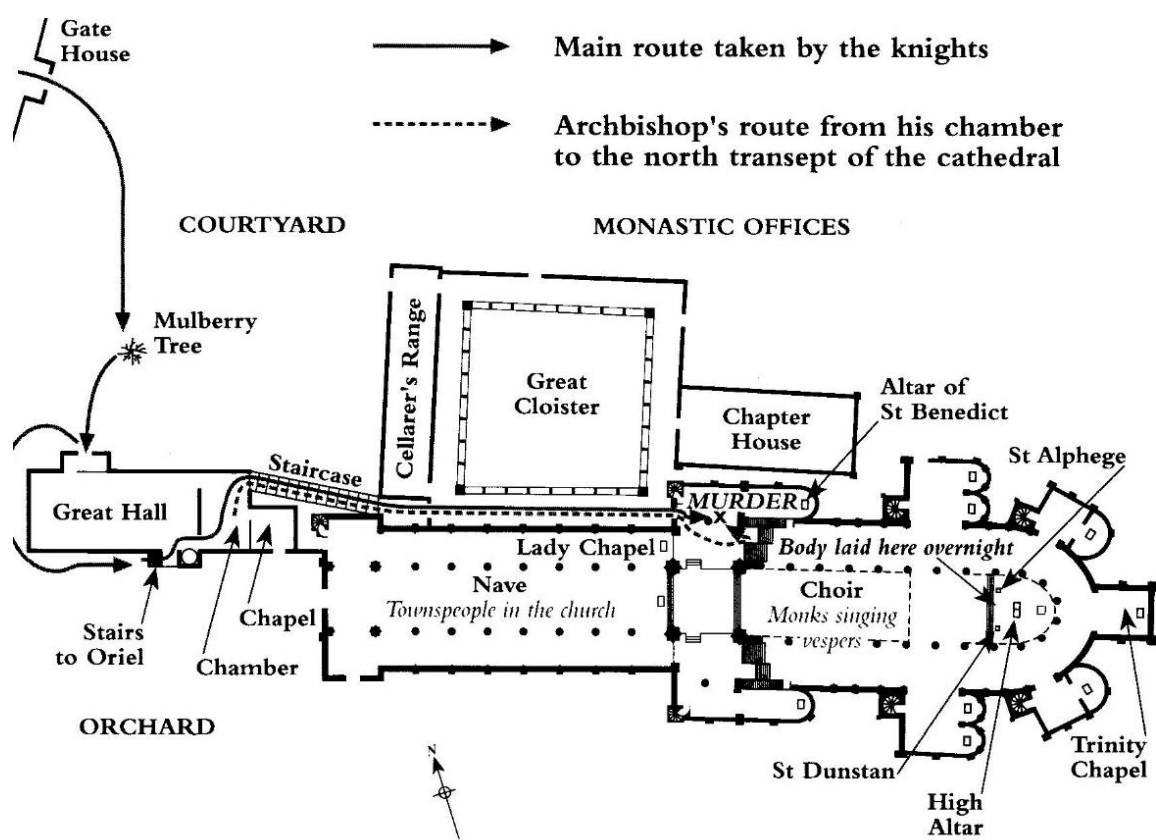 Gate
House
Main route taken by the knights
Archbishop's route from his chamber
to the north transept of the cathedral
COURTYARD
MONASTIC OFFICES
Mulberry
Tree
Cellarer's Range
Great
Cloister
Altar of
St Benedict
Chapter
House
St Alphege
Staircase
MURDER
X
Great Hall
Lady Chapel
Body laid here overnight
Nave
Townspeople in the church
Choir
Monks singing
vespers
Chapel
Stairs
to Oriel
Chamber
ORCHARD
St Dunstan
Trinity
Chapel
High
Altar
N